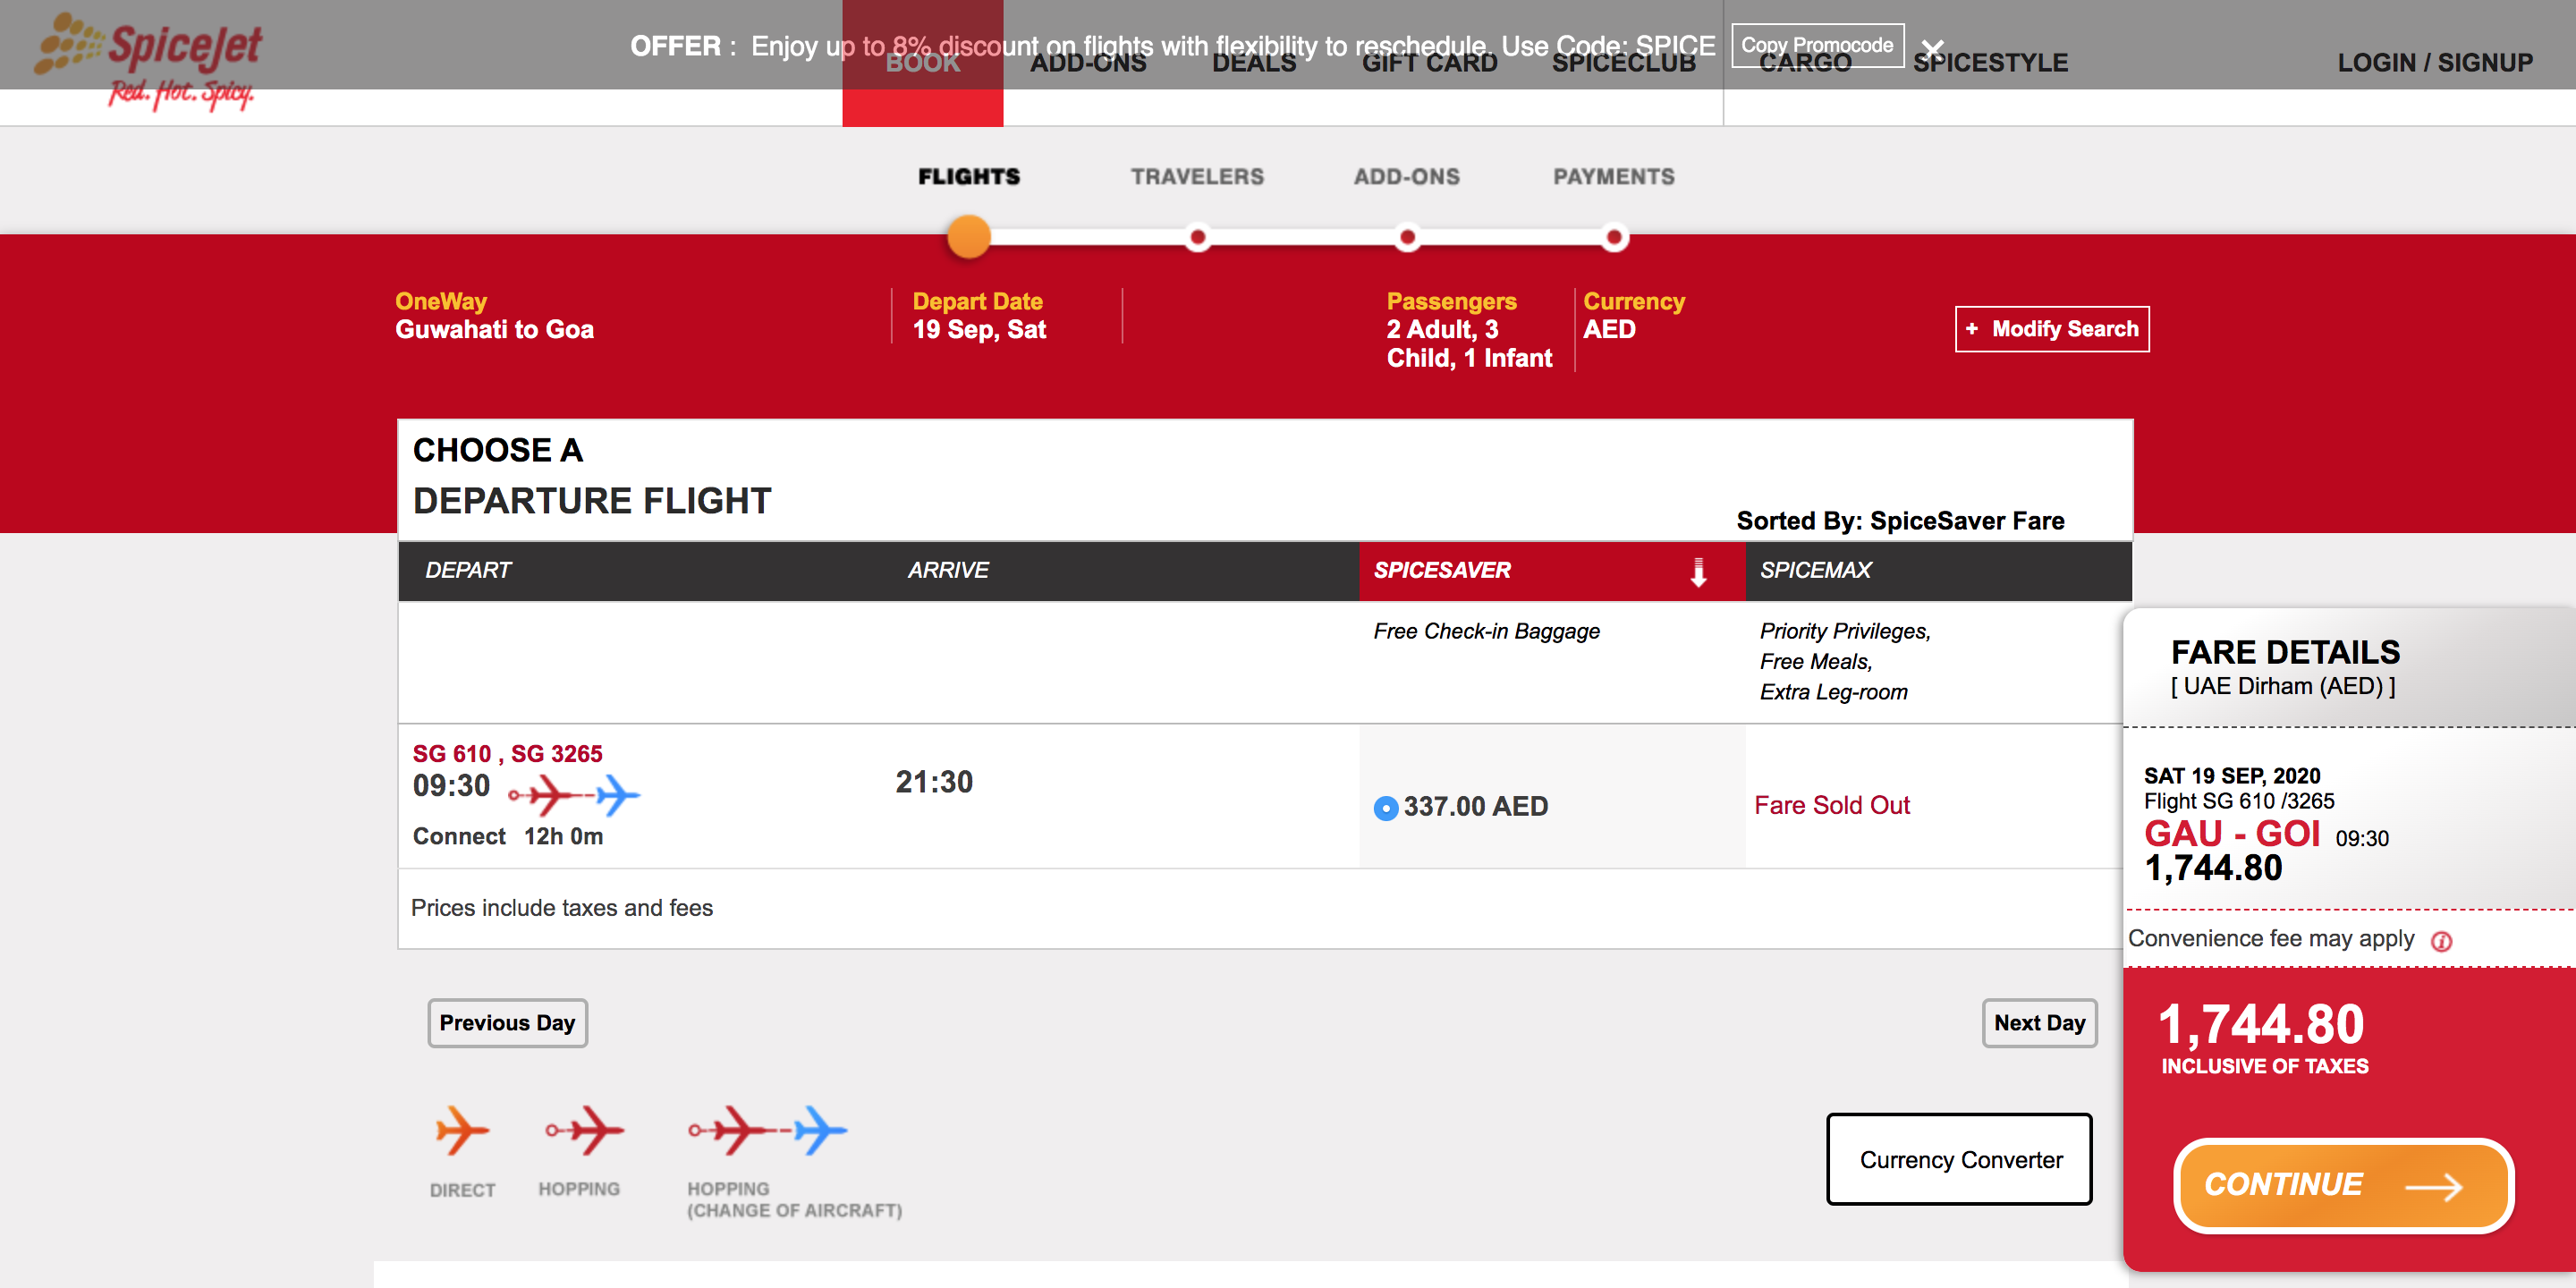 SpiceJet
Red. Hot. Spicy.
OFFER : Enjoy up to 8% discount on flights with flexibility to reschedule. Use Code: SPICE
Copy Promocode
BOOK
ADD-ONS
DEALS
GIFT CARD
SPICECLUB
CARGO
SPICESTYLE
LOGIN / SIGNUP
FLIGHTS
TRAVELERS
ADD-ONS
PAYMENTS
OneWay
Guwahati to Goa
Depart Date
19 Sep, Sat
Passengers
2 Adult, 3
Child, 1 Infant
Currency
AED
+ Modify Search
CHOOSE A
DEPARTURE FLIGHT
Sorted By: SpiceSaver Fare
DEPART
ARRIVE
SPICESAVER
SPICEMAX
Free Check-in Baggage
Priority Privileges,
Free Meals,
Extra Leg-room
SG 610 , SG 3265
09:30
Connect 12h 0m
21:30
337.00 AED
Fare Sold Out
Prices include taxes and fees
Previous Day
Next Day
DIRECT
HOPPING
HOPPING
(CHANGE OF AIRCRAFT)
Currency Converter
FARE DETAILS
[ UAE Dirham (AED) ]
SAT 19 SEP, 2020
Flight SG 610 /3265
GAU - GOI 09:30
1,744.80
Convenience fee may apply
1,744.80
INCLUSIVE OF TAXES
CONTINUE